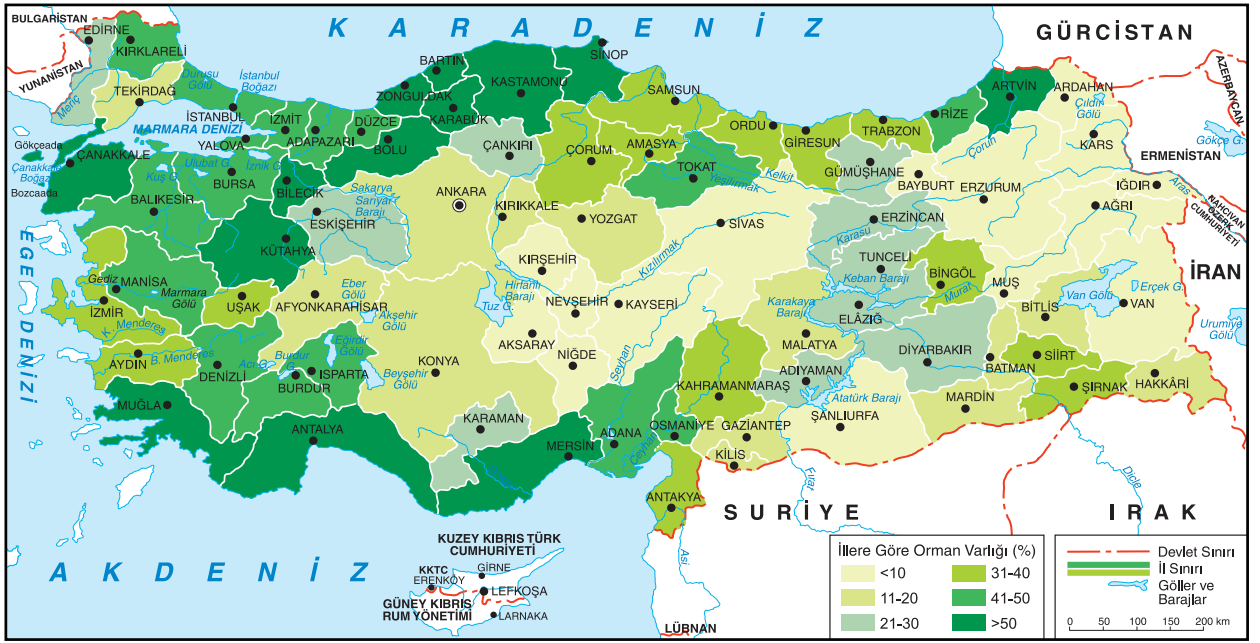 BULGARİSTAN
K A R A D E N İ Z
GÜRCİSTAN
EDİRNE
KIRKLARELİ
YUNANİSTAN
TEKİRDAĞ
Meriç
Durusu
Gölü
İstanbul
Boğazı
İSTANBUL
MARMARA DENİZİ
YALOVA
İZMİT
ADAPAZARI
DÜZCE
BOLU
ZONGULDAK
BARTIN
KARABÜK
KASTAMONU
SİNOP
SAMSUN
ÇANKIRI
ÇORUM
AMASYA
TOKAT
Yeşilırmak
Kelkit
ORDU
GİRESUN
TRABZON
GÜMÜŞHANE
BAYBURT
RİZE
ARTVİN
Çoruh
ARDAHAN
Çıldır
Gölü
KARS
AZERBAYCAN
Gökçe G.
ERMENİSTAN
IĞDIR
Aras
NAHCIVAN
ÖZERK
CUMHURİYETİ
AĞRI
ERZURUM
Gökçeada
ÇANAKKALE
Çanakkale
Boğazı
Bozcaada
Ulubat G.
Kuş G.
İznik G.
BURSA
BİLECİK
BALIKESİR
Sakarya
Sarıyar
Barajı
ESKİŞEHİR
KÜTAHYA
ANKARA
KIRIKKALE
YOZGAT
SİVAS
Kızılırmak
ERZİNCAN
Karasu
TUNCELİ
Keban Barajı
BİNGÖL
Murat
MUŞ
ELÂZIĞ
BİTLİS
Van Gölü
Erçek G.
VAN
İRAN
Urumiye
Gölü
EGE DENİZİ
Gediz
MANİSA
Marmara
Gölü
İZMİR
K. Menderes
UŞAK
AFYONKARAHİSAR
Eber
Gölü
Akşehir
Gölü
Tuz G.
Hirfanlı
Barajı
KIRŞEHİR
NEVŞEHİR
KAYSERİ
AKSARAY
NİĞDE
Seyhan
Karakaya
Barajı
MALATYA
DİYARBAKIR
BATMAN
SİİRT
ŞIRNAK
HAKKÂRİ
MARDİN
AYDIN
B. Menderes
DENİZLİ
Acı G.
Burdur
G.
BURDUR
Eğirdir
Gölü
ISPARTA
Beyşehir
Gölü
KONYA
KARAMAN
MUĞLA
ANTALYA
MERSİN
ADANA
Ceyhan
OSMANİYE
KAHRAMANMARAŞ
ADIYAMAN
Atatürk Barajı
ŞANLIURFA
GAZİANTEP
KİLİS
ANTAKYA
Asi
Fırat
Dicle
S U R İ Y E
I R A K
LÜBNAN
A K D E N İ Z
KUZEY KIBRIS TÜRK
CUMHURİYETİ
GİRNE
KKTC
ERENKÖY
LEFKOŞA
GÜNEY KIBRIS
RUM YÖNETİMİ
LARNAKA
İllere Göre Orman Varlığı (%)
<10
11-20
21-30
31-40
41-50
>50
Devlet Sınırı
İl Sınırı
Göller ve
Barajlar
0 50 100 150 200 km